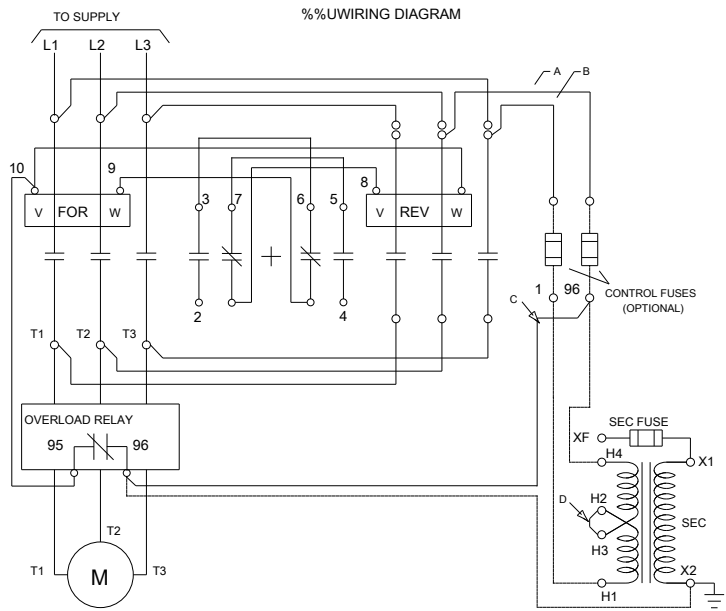 %%UWIRING DIAGRAM
TO SUPPLY
L1 L2 L3
A B
10 9 8
3 7 6 5
V FOR W
V REV W
2 4
1 96
C
CONTROL FUSES
(OPTIONAL)
T1 T2 T3
OVERLOAD RELAY
95 96
SEC FUSE
XF
H4
X1
D
H2
SEC
H3
X2
H1
T2
T1 M T3